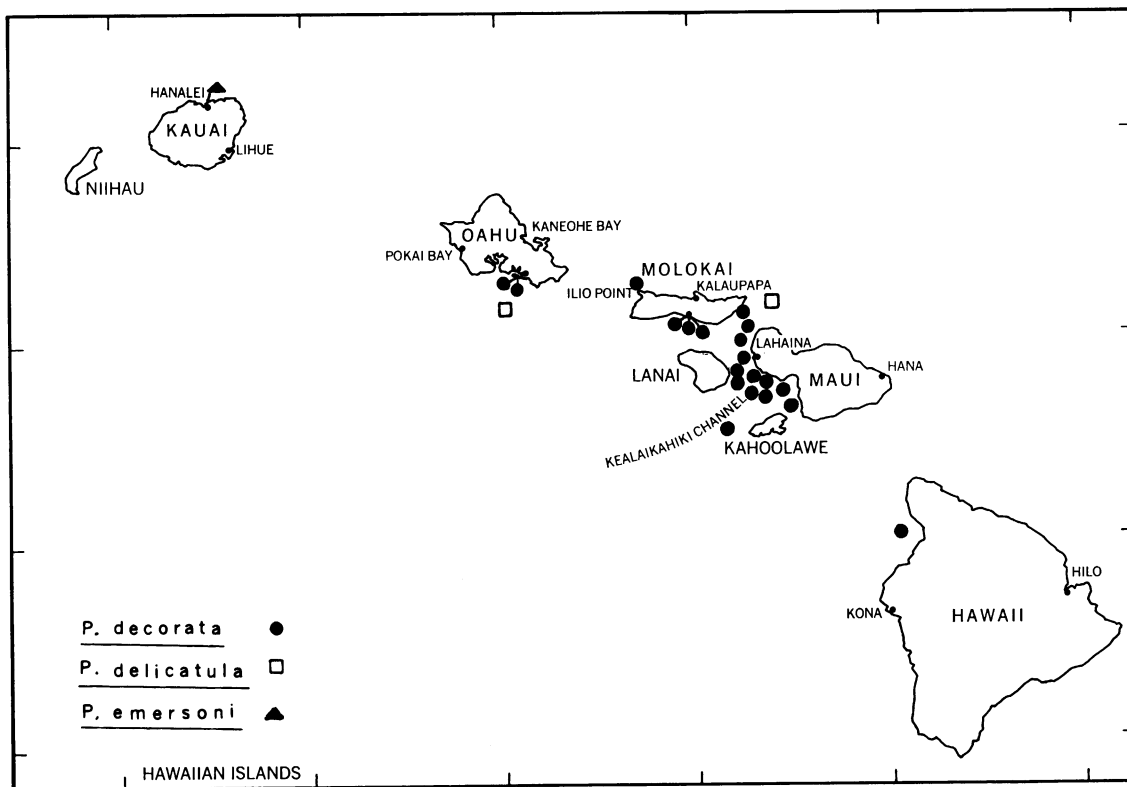 HANALEI
KAUAI
LIHUE
NIIHAU
OAHU
KANEOHE BAY
POKAI BAY
MOLOKAI
KALAUPAPA
ILIO POINT
LAHAINA
LANAI
MAUI
HANA
KEALAIKAHIKI CHANNEL
KAHOOLAWE
HILO
KONA
HAWAII
P. decorata
P. delicatula
P. emersoni
HAWAIIAN ISLANDS